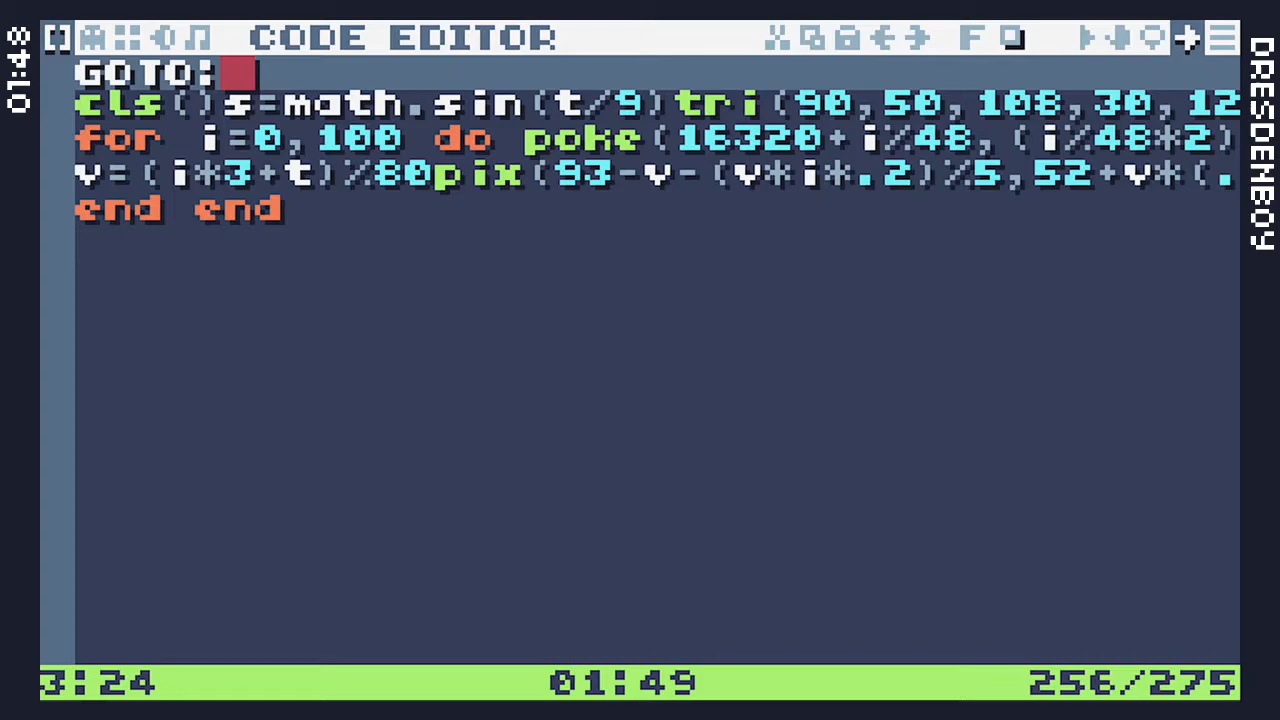 01:48
CODE EDITOR
F
GOTO:
cls()s=math.sin(t/9)tri(90,50,108,30,12
for i=0,100 do poke(16320+i%48,(i%48*2)
v=(i*3+t)%80pix(93-v-(v*i*.2)%5,52+v*(.
end end
3:24
01:49
256/275
DRESDENBOY